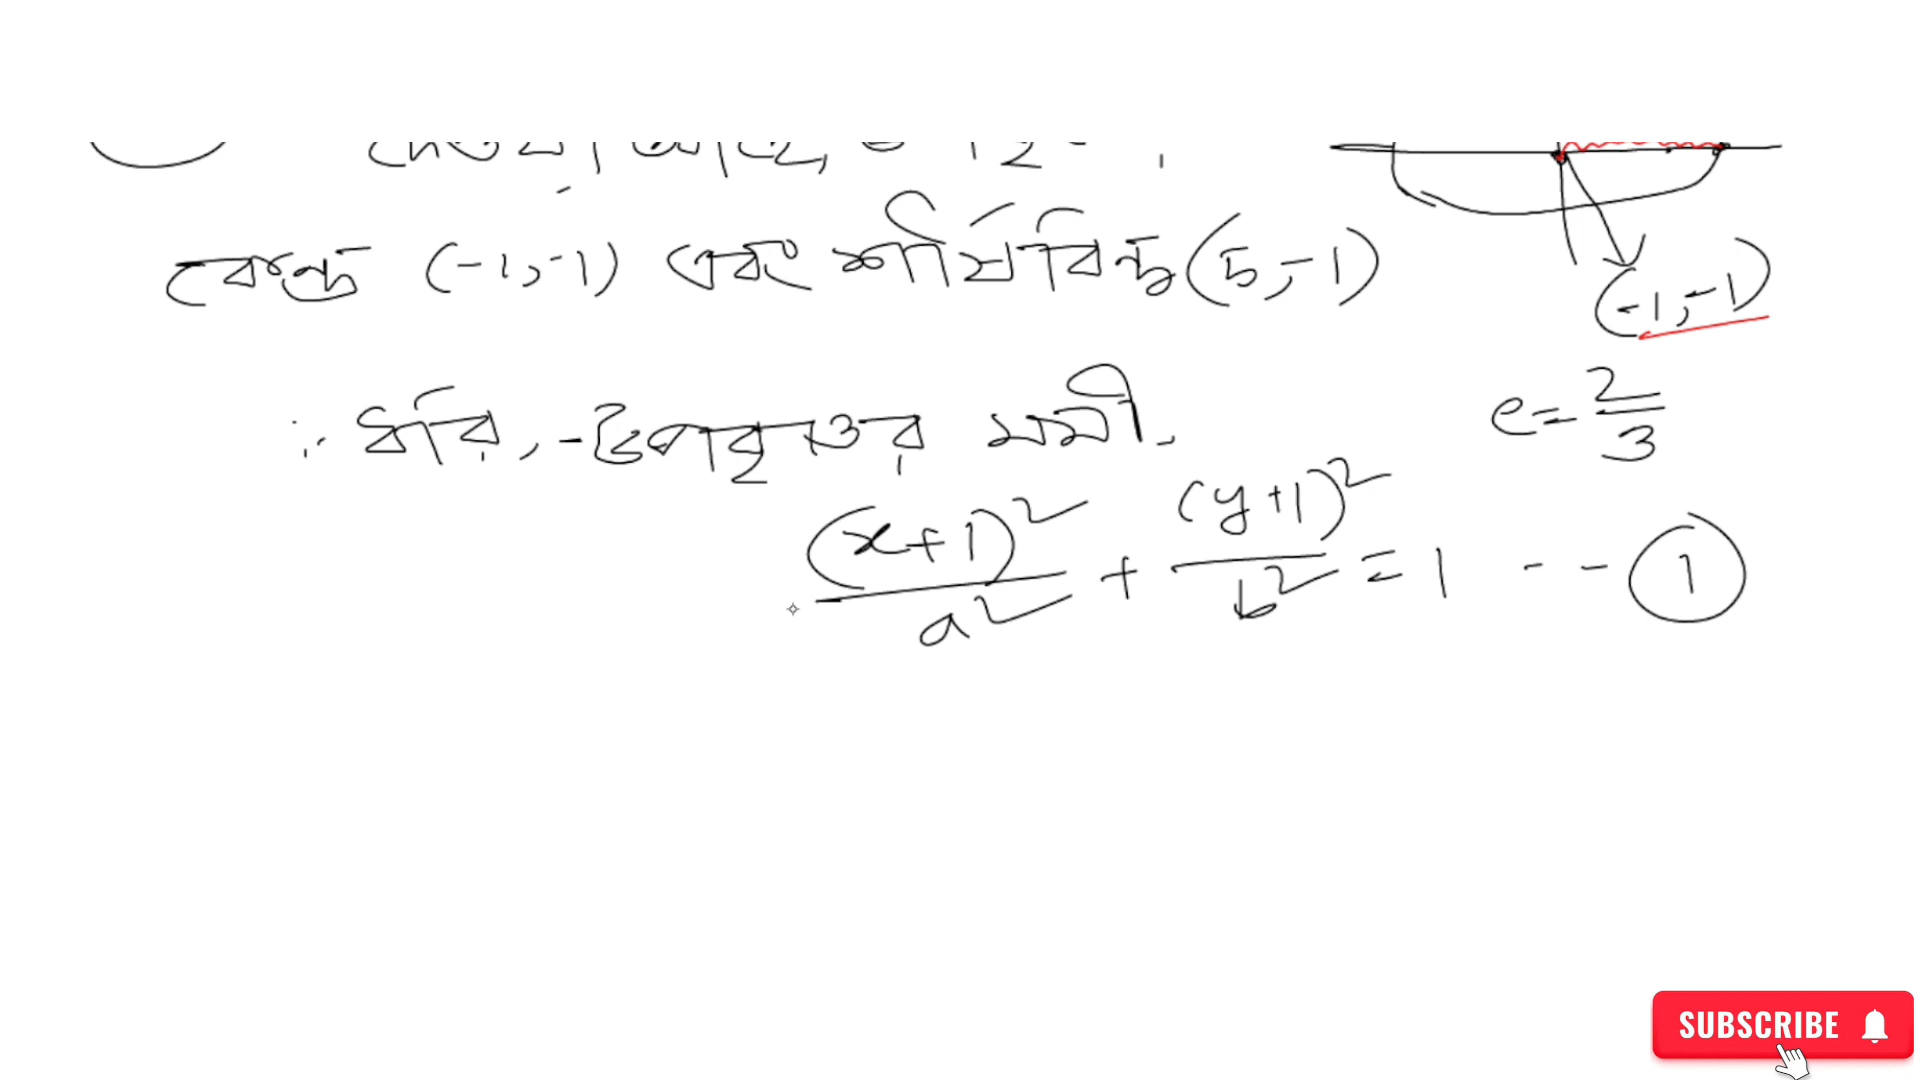 কেন্দ্র (-1, -1) এবং শীর্ষবিন্দু (5, -1)
(-1, -1)
∴ ধরি, উপবৃত্তের সমী.
e = 2/3
(x+1)²/a² + (y+1)²/b² = 1 -- ①
SUBSCRIBE